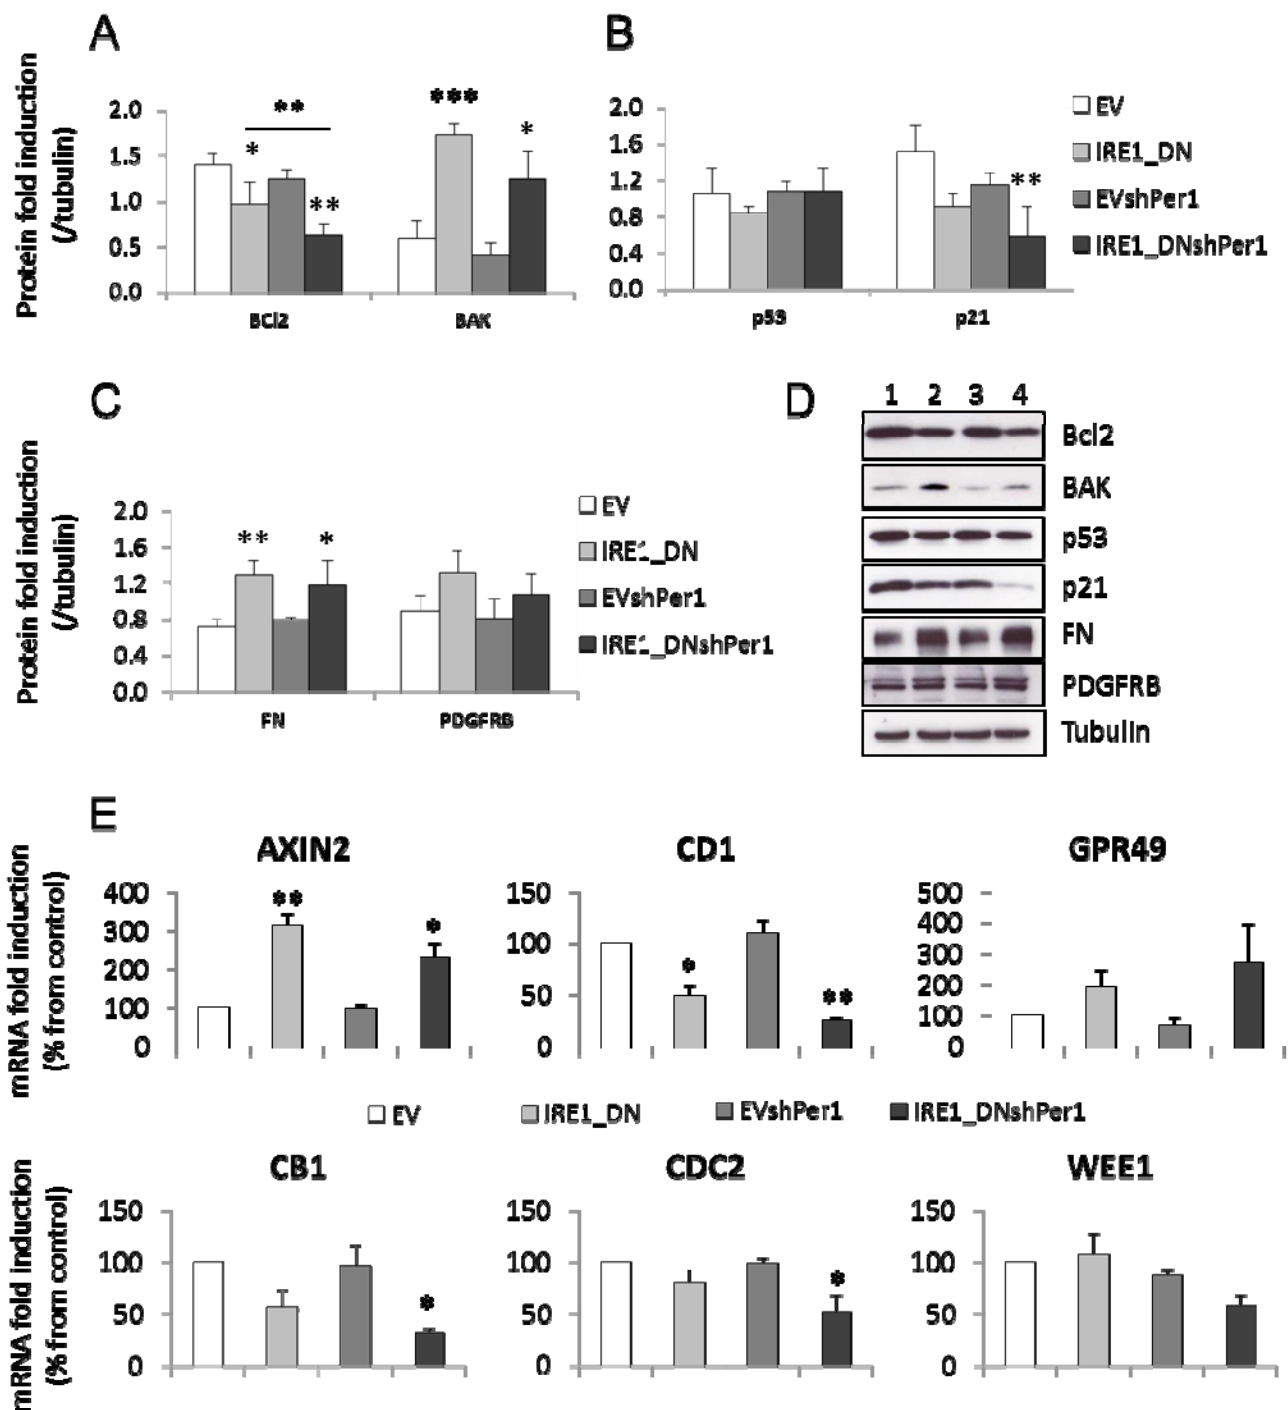 A
Protein fold induction
(/tubulin)
2.0
1.5
1.0
0.5
0.0
*
**
**
***
*
BCl2
BAK
B
2.0
1.6
1.2
0.8
0.4
0.0
**
p53
p21
EV
IRE1_DN
EVshPer1
IRE1_DNshPer1
C
Protein fold induction
(/tubulin)
2.0
1.6
1.2
0.8
0.4
0.0
**
*
FN
PDGFRB
EV
IRE1_DN
EVshPer1
IRE1_DNshPer1
D
1 2 3 4
Bcl2
BAK
p53
p21
FN
PDGFRB
Tubulin
E
mRNA fold induction
(% from control)
AXIN2
400
300
200
100
0
**
*
CD1
150
100
50
0
*
**
GPR49
500
400
300
200
100
0
EV
IRE1_DN
EVshPer1
IRE1_DNshPer1
mRNA fold induction
(% from control)
CB1
150
100
50
0
*
CDC2
150
100
50
0
*
WEE1
150
100
50
0